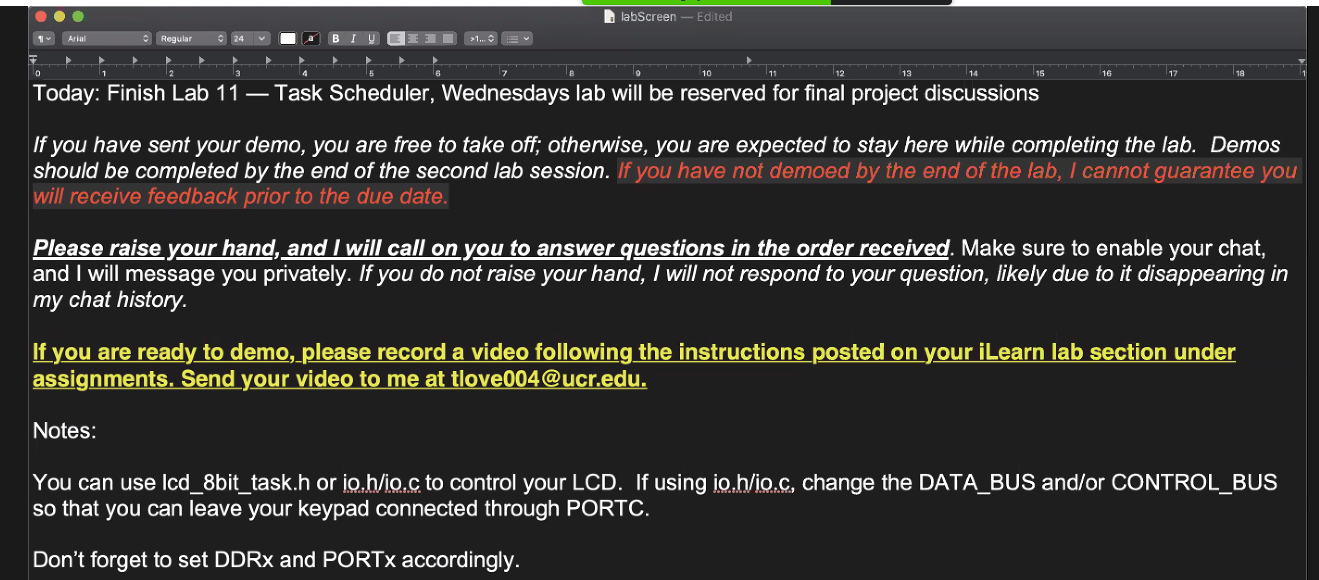 labScreen — Edited
Arial
Regular
24
a
B I U
>1...
0 1 2 3 4 5 6 7 8 9 10 11 12 13 14 15 16 17 18 1
Today: Finish Lab 11 — Task Scheduler, Wednesdays lab will be reserved for final project discussions
If you have sent your demo, you are free to take off; otherwise, you are expected to stay here while completing the lab.  Demos
should be completed by the end of the second lab session. If you have not demoed by the end of the lab, I cannot guarantee you
will receive feedback prior to the due date.
Please raise your hand, and I will call on you to answer questions in the order received. Make sure to enable your chat,
and I will message you privately. If you do not raise your hand, I will not respond to your question, likely due to it disappearing in
my chat history.
If you are ready to demo, please record a video following the instructions posted on your iLearn lab section under
assignments. Send your video to me at tlove004@ucr.edu.
Notes:
You can use lcd_8bit_task.h or io.h/io.c to control your LCD.  If using io.h/io.c, change the DATA_BUS and/or CONTROL_BUS
so that you can leave your keypad connected through PORTC.
Don’t forget to set DDRx and PORTx accordingly.